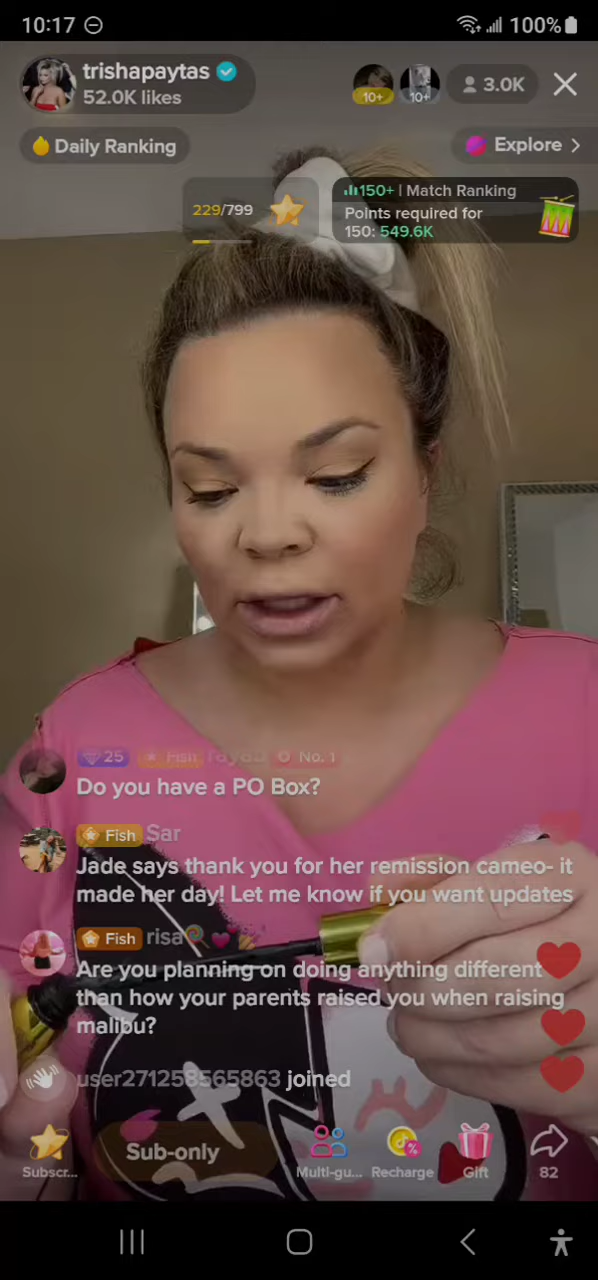 10:17
100%
trishapaytas
52.0K likes
10+
10+
3.0K
Daily Ranking
Explore
229/799
150+ | Match Ranking
Points required for
150: 549.6K
25
Fish
No. 1
Do you have a PO Box?
Fish Sar
Jade says thank you for her remission cameo- it
made her day! Let me know if you want updates
Fish risa
Are you planning on doing anything different
than how your parents raised you when raising
malibu?
user271258565863 joined
Subscr...
Sub-only
Multi-gu...
Recharge
Gift
82